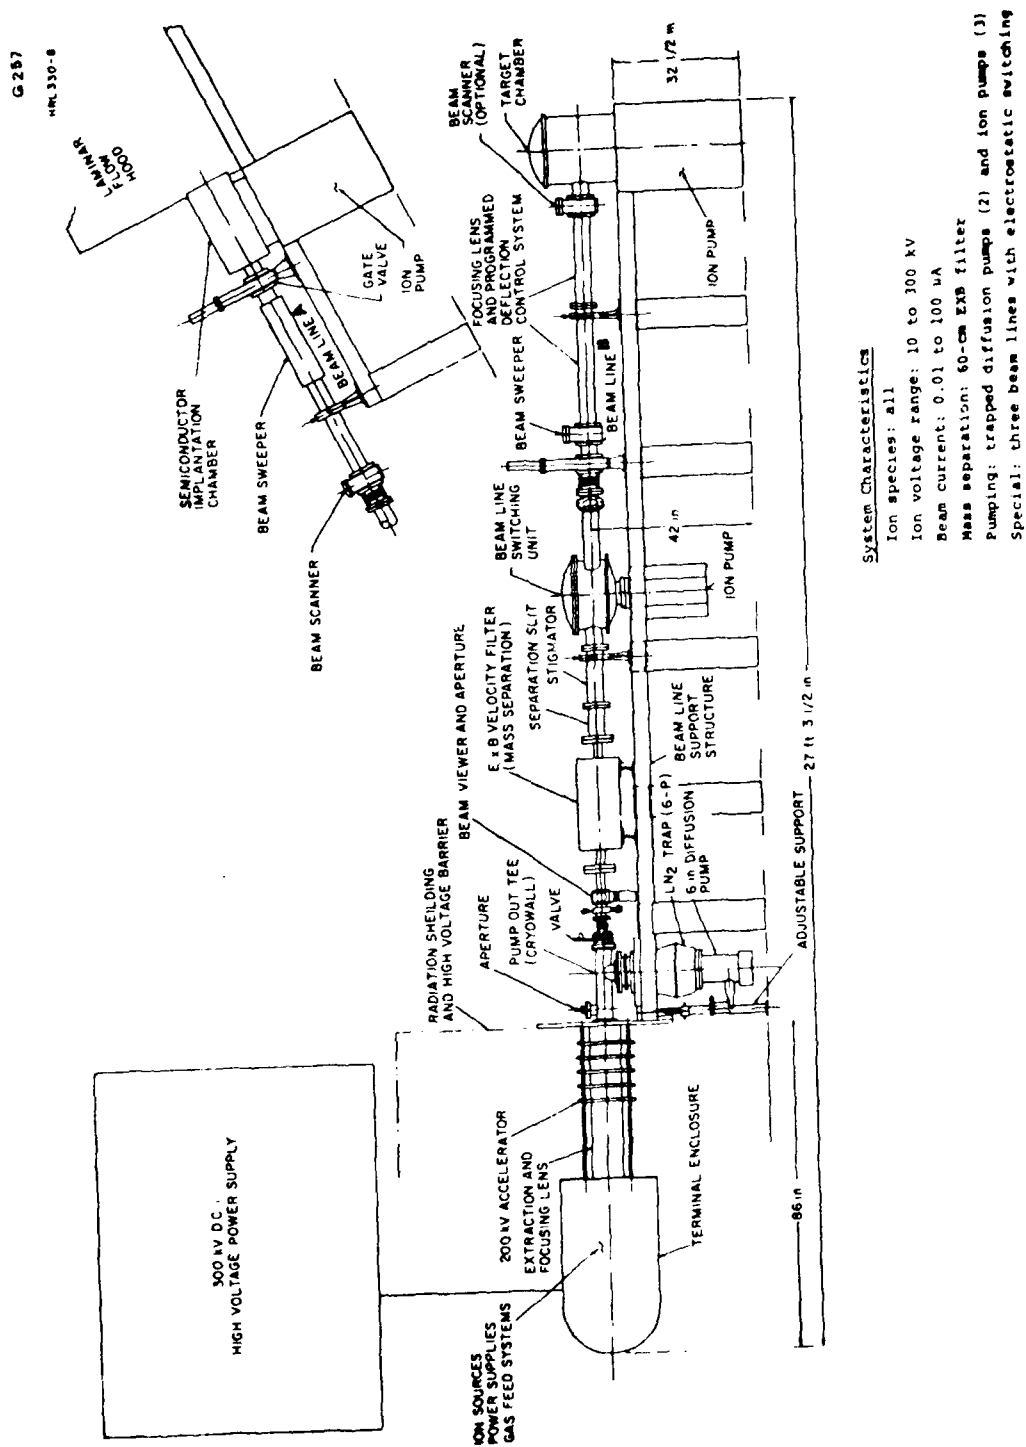 G257
HRL 330-8
LAMINAR
FLOW
HOOD
SEMICONDUCTOR
IMPLANTATION
CHAMBER
GATE
VALVE
ION
PUMP
BEAM SWEEPER
BEAM LINE A
BEAM SCANNER
300 kV DC
HIGH VOLTAGE POWER SUPPLY
RADIATION SHEILDING
AND HIGH VOLTAGE BARRIER
APERTURE
PUMP OUT TEE
(CRYOWALL)
VALVE
BEAM VIEWER AND APERTURE
E x B VELOCITY FILTER
(MASS SEPARATION)
SEPARATION SLIT
STIGMATOR
BEAM LINE
SWITCHING
UNIT
BEAM SWEEPER
BEAM LINE B
FOCUSING LENS
AND PROGRAMMED
DEFLECTION
CONTROL SYSTEM
BEAM
SCANNER
(OPTIONAL)
TARGET
CHAMBER
200 kV ACCELERATOR
EXTRACTION AND
FOCUSING LENS
ION SOURCES
POWER SUPPLIES
GAS FEED SYSTEMS
TERMINAL ENCLOSURE
LN2 TRAP (6-P)
6 in DIFFUSION
PUMP
ADJUSTABLE SUPPORT
BEAM LINE
SUPPORT
STRUCTURE
42 in
ION PUMP
ION PUMP
32 1/2 in
86 in
27 ft 3 1/2 in
System Characteristics
Ion species: all
Ion voltage range: 10 to 300 kV
Beam current: 0.01 to 100 uA
Mass separation: 60-cm EXB filter
Pumping: trapped diffusion pumps (2) and ion pumps (3)
Special: three beam lines with electrostatic switching